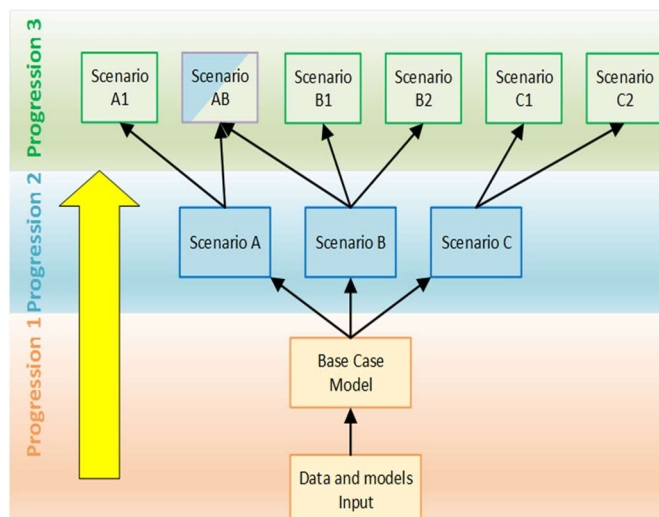 Progression 3
Scenario
A1
Scenario
AB
Scenario
B1
Scenario
B2
Scenario
C1
Scenario
C2
Progression 2
Scenario A
Scenario B
Scenario C
Progression 1
Base Case
Model
Data and models
Input